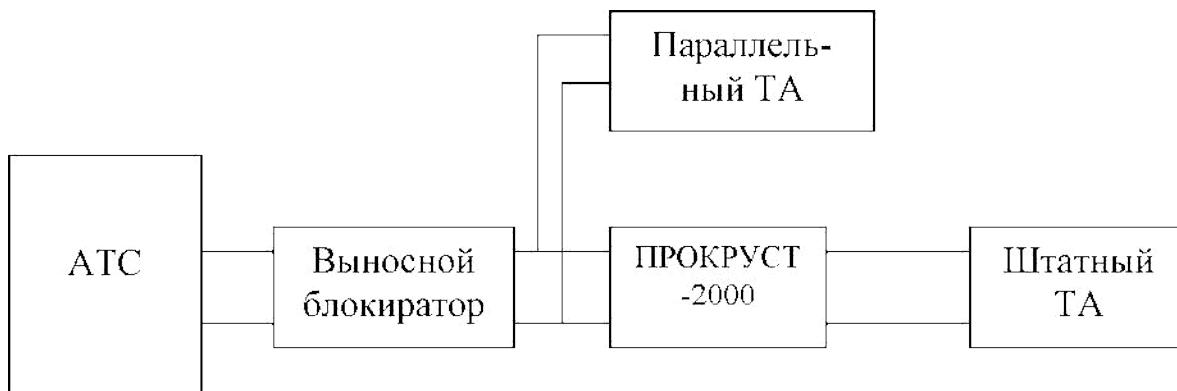 Параллель-
ный ТА
АТС
Выносной
блокиратор
ПРОКРУСТ
-2000
Штатный
ТА